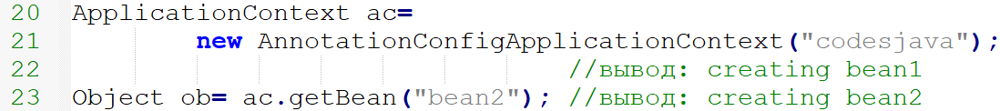 20 ApplicationContext ac=
21 new AnnotationConfigApplicationContext("codesjava");
22 //вывод: creating bean1
23 Object ob= ac.getBean("bean2"); //вывод: creating bean2